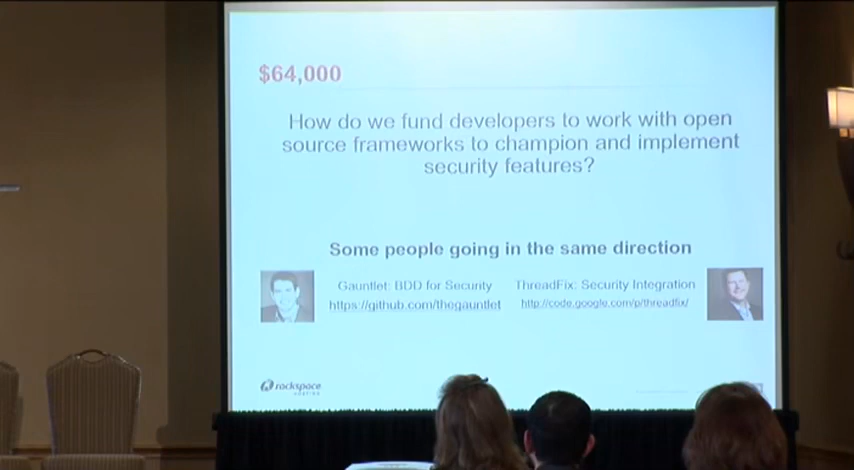 $64,000
How do we fund developers to work with open
source frameworks to champion and implement
security features?
Some people going in the same direction
Gauntlet: BDD for Security
https://github.com/thegauntlet
ThreadFix: Security Integration
http://code.google.com/p/threadfix/
rackspace
HOSTING